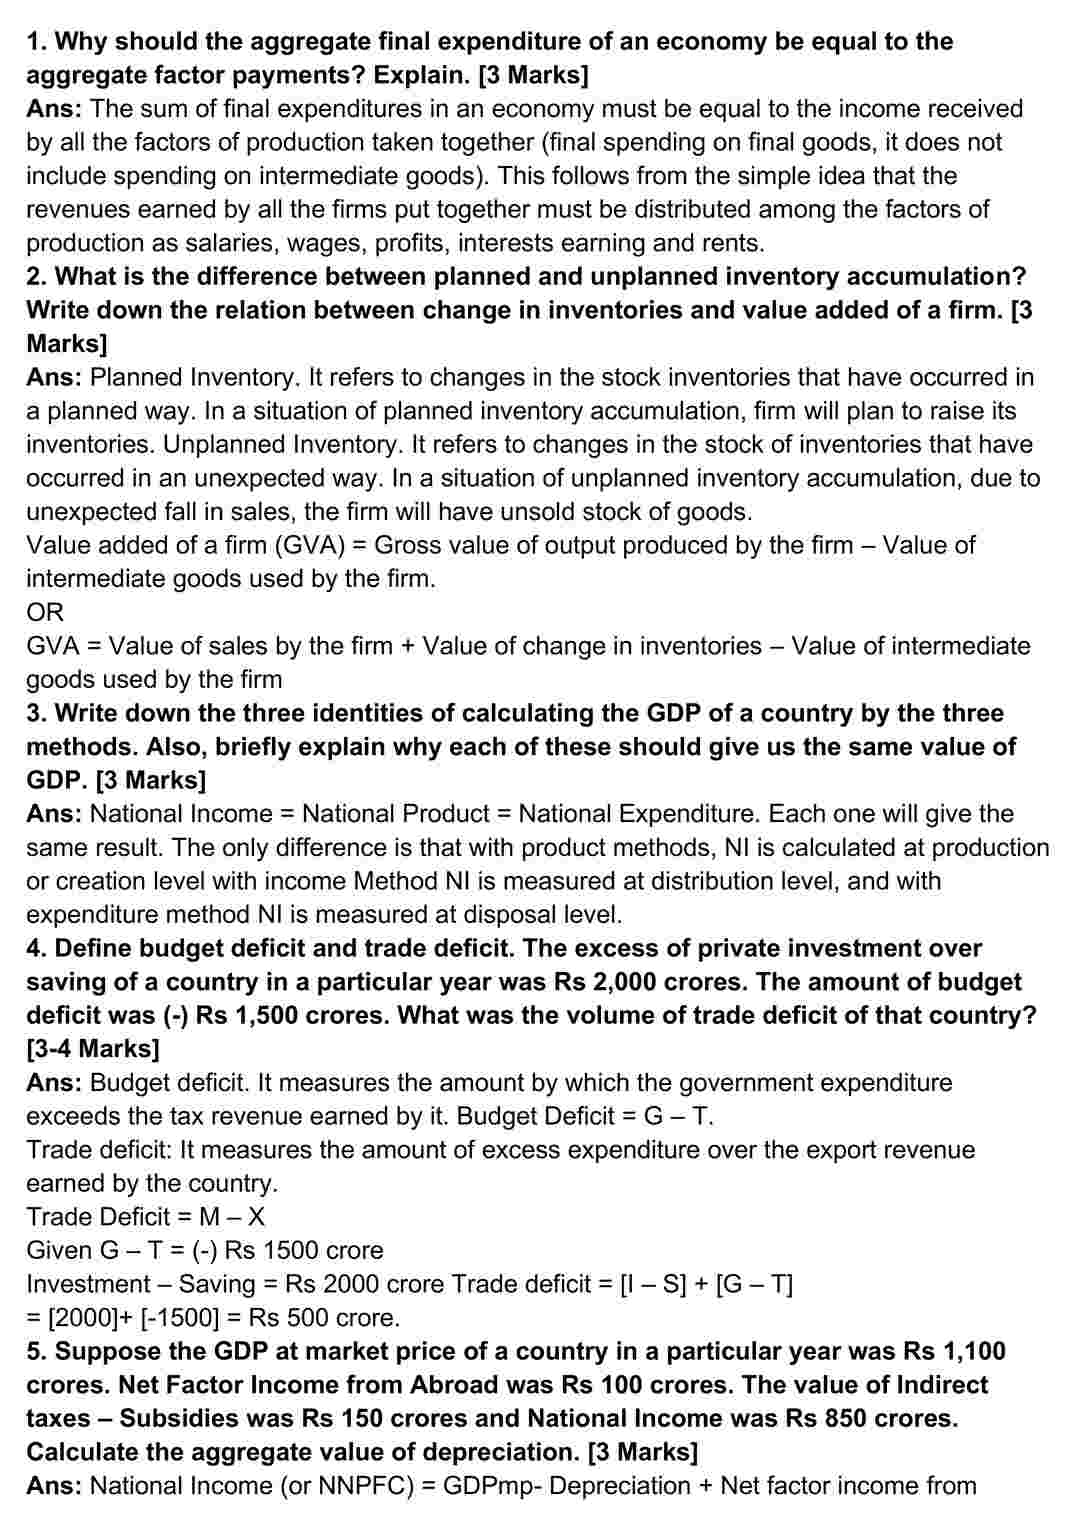 1. Why should the aggregate final expenditure of an economy be equal to the
aggregate factor payments? Explain. [3 Marks]
Ans: The sum of final expenditures in an economy must be equal to the income received
by all the factors of production taken together (final spending on final goods, it does not
include spending on intermediate goods). This follows from the simple idea that the
revenues earned by all the firms put together must be distributed among the factors of
production as salaries, wages, profits, interests earning and rents.
2. What is the difference between planned and unplanned inventory accumulation?
Write down the relation between change in inventories and value added of a firm. [3
Marks]
Ans: Planned Inventory. It refers to changes in the stock inventories that have occurred in
a planned way. In a situation of planned inventory accumulation, firm will plan to raise its
inventories. Unplanned Inventory. It refers to changes in the stock of inventories that have
occurred in an unexpected way. In a situation of unplanned inventory accumulation, due to
unexpected fall in sales, the firm will have unsold stock of goods.
Value added of a firm (GVA) = Gross value of output produced by the firm – Value of
intermediate goods used by the firm.
OR
GVA = Value of sales by the firm + Value of change in inventories – Value of intermediate
goods used by the firm
3. Write down the three identities of calculating the GDP of a country by the three
methods. Also, briefly explain why each of these should give us the same value of
GDP. [3 Marks]
Ans: National Income = National Product = National Expenditure. Each one will give the
same result. The only difference is that with product methods, NI is calculated at production
or creation level with income Method NI is measured at distribution level, and with
expenditure method NI is measured at disposal level.
4. Define budget deficit and trade deficit. The excess of private investment over
saving of a country in a particular year was Rs 2,000 crores. The amount of budget
deficit was (-) Rs 1,500 crores. What was the volume of trade deficit of that country?
[3-4 Marks]
Ans: Budget deficit. It measures the amount by which the government expenditure
exceeds the tax revenue earned by it. Budget Deficit = G – T.
Trade deficit: It measures the amount of excess expenditure over the export revenue
earned by the country.
Trade Deficit = M – X
Given G – T = (-) Rs 1500 crore
Investment – Saving = Rs 2000 crore Trade deficit = [I – S] + [G – T]
= [2000]+ [-1500] = Rs 500 crore.
5. Suppose the GDP at market price of a country in a particular year was Rs 1,100
crores. Net Factor Income from Abroad was Rs 100 crores. The value of Indirect
taxes – Subsidies was Rs 150 crores and National Income was Rs 850 crores.
Calculate the aggregate value of depreciation. [3 Marks]
Ans: National Income (or NNPFC) = GDPmp- Depreciation + Net factor income from